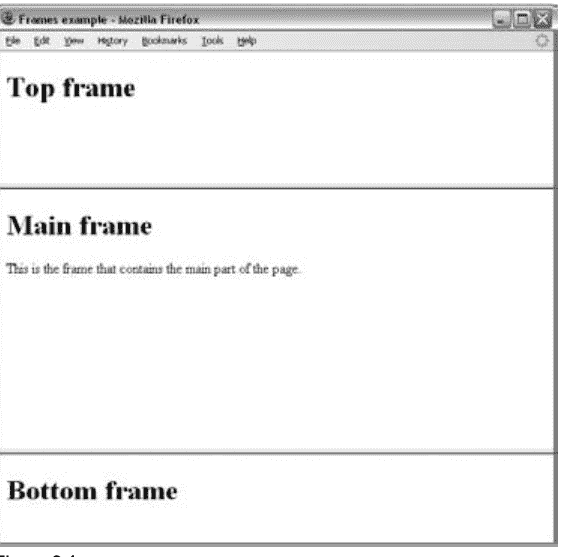 Frames example - Mozilla Firefox
File Edit View History Bookmarks Tools Help
Top frame
Main frame
This is the frame that contains the main part of the page.
Bottom frame